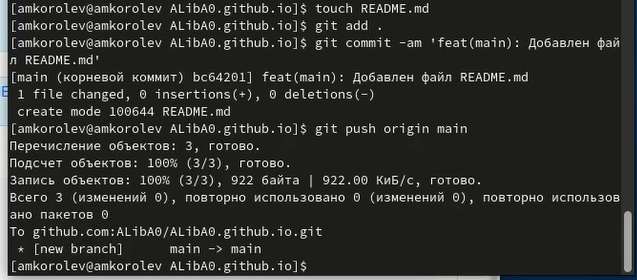 [amkorolev@amkorolev ALibA0.github.io]$ touch README.md
[amkorolev@amkorolev ALibA0.github.io]$ git add .
[amkorolev@amkorolev ALibA0.github.io]$ git commit -am 'feat(main): Добавлен фай
л README.md'
[main (корневой коммит) bc64201] feat(main): Добавлен файл README.md
 1 file changed, 0 insertions(+), 0 deletions(-)
 create mode 100644 README.md
[amkorolev@amkorolev ALibA0.github.io]$ git push origin main
Перечисление объектов: 3, готово.
Подсчет объектов: 100% (3/3), готово.
Запись объектов: 100% (3/3), 922 байта | 922.00 КиБ/с, готово.
Всего 3 (изменений 0), повторно использовано 0 (изменений 0), повторно использов
ано пакетов 0
To github.com:ALibA0/ALibA0.github.io.git
 * [new branch]      main -> main
[amkorolev@amkorolev ALibA0.github.io]$